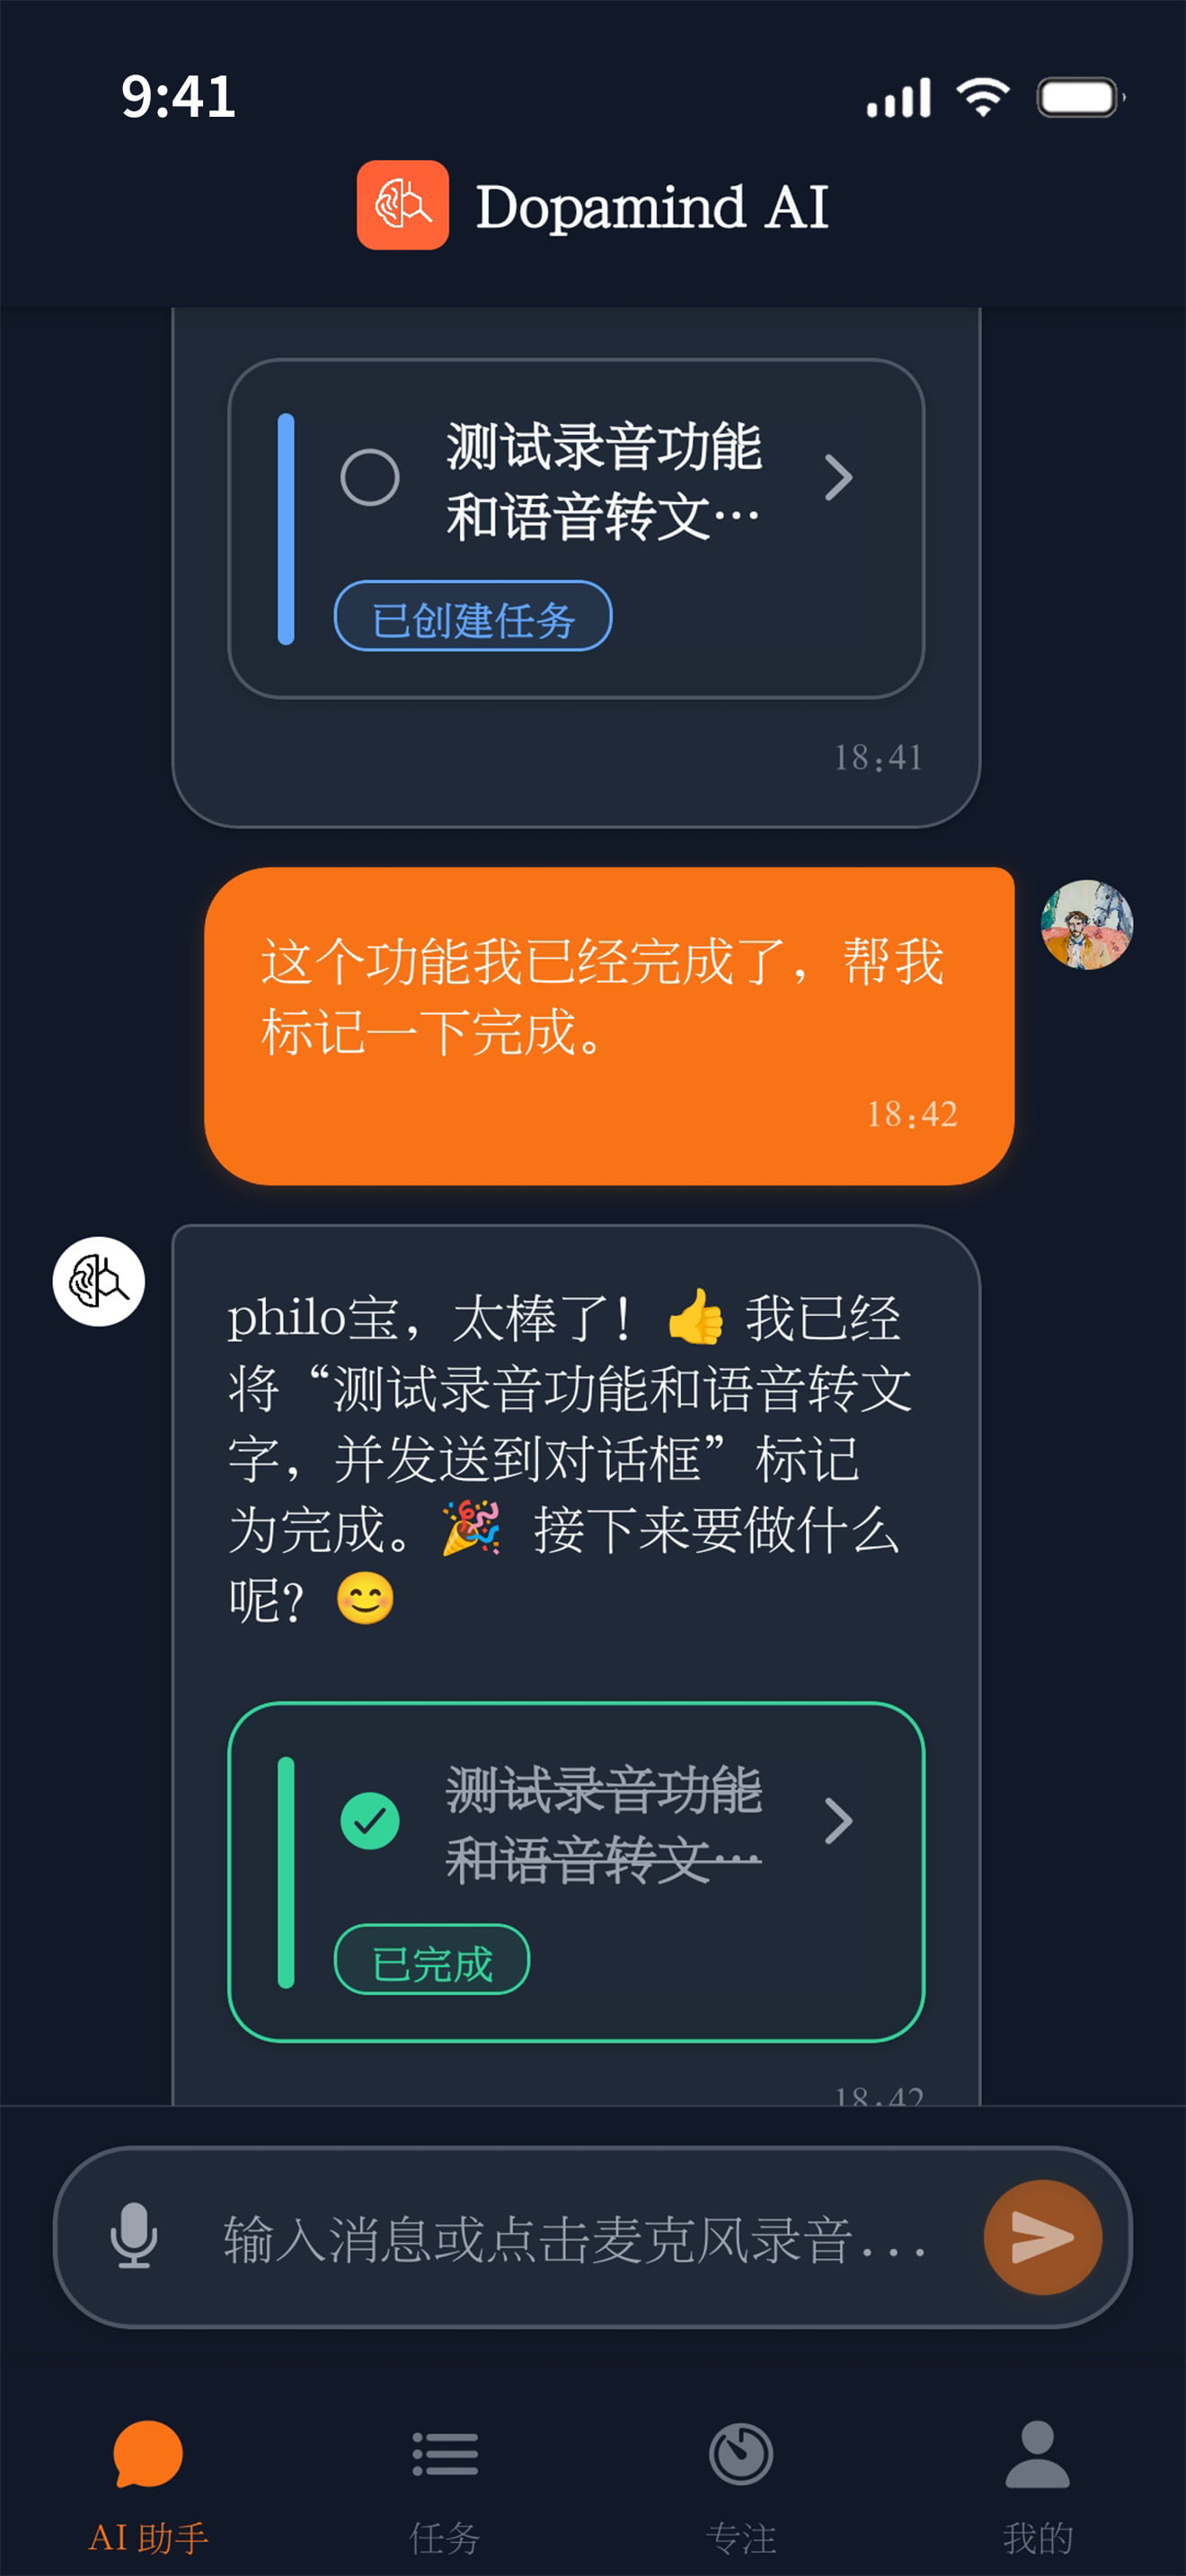 9:41
Dopamind AI
测试录音功能
和语音转文…
已创建任务
18:41
这个功能我已经完成了，帮我
标记一下完成。
18:42
philo宝，太棒了！👍 我已经
将“测试录音功能和语音转文
字，并发送到对话框”标记
为完成。🎉 接下来要做什么
呢？😊
测试录音功能
和语音转文…
已完成
18:42
输入消息或点击麦克风录音...
AI 助手
任务
专注
我的